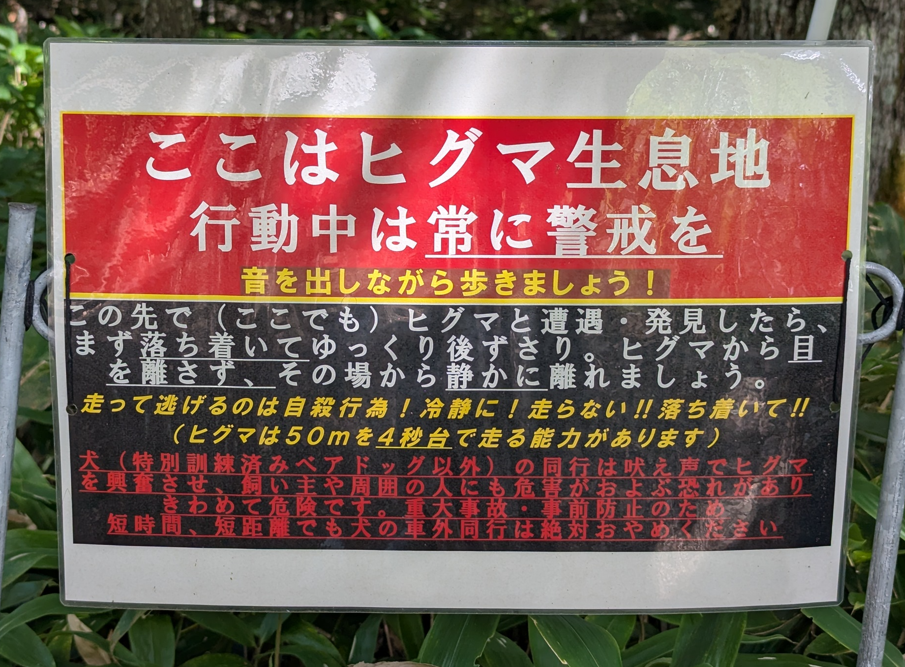 ここはヒグマ生息地
行動中は常に警戒を
音を出しながら歩きましょう！
この先で（ここでも）ヒグマと遭遇・発見したら、
まず落ち着いてゆっくり後ずさり。ヒグマから目
を離さず、その場から静かに離れましょう。
走って逃げるのは自殺行為！冷静に！走らない!!落ち着いて!!
（ヒグマは50mを4秒台で走る能力があります）
犬（特別訓練済みベアドッグ以外）の同行は吠え声でヒグマ
を興奮させ、飼い主や周囲の人にも危害がおよぶ恐れがあり
きわめて危険です。重大事故・事前防止のため
短時間、短距離でも犬の車外同行は絶対おやめください